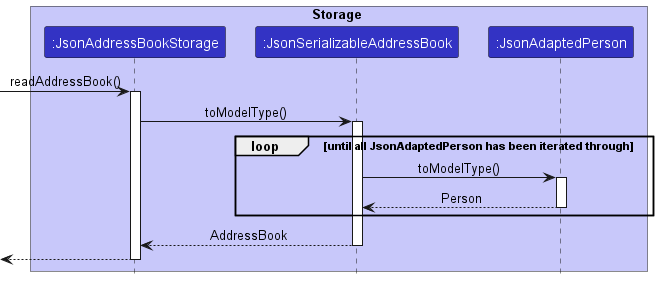 Storage
:JsonAddressBookStorage
:JsonSerializableAddressBook
:JsonAdaptedPerson
readAddressBook()
toModelType()
loop
[until all JsonAdaptedPerson has been iterated through]
toModelType()
Person
AddressBook